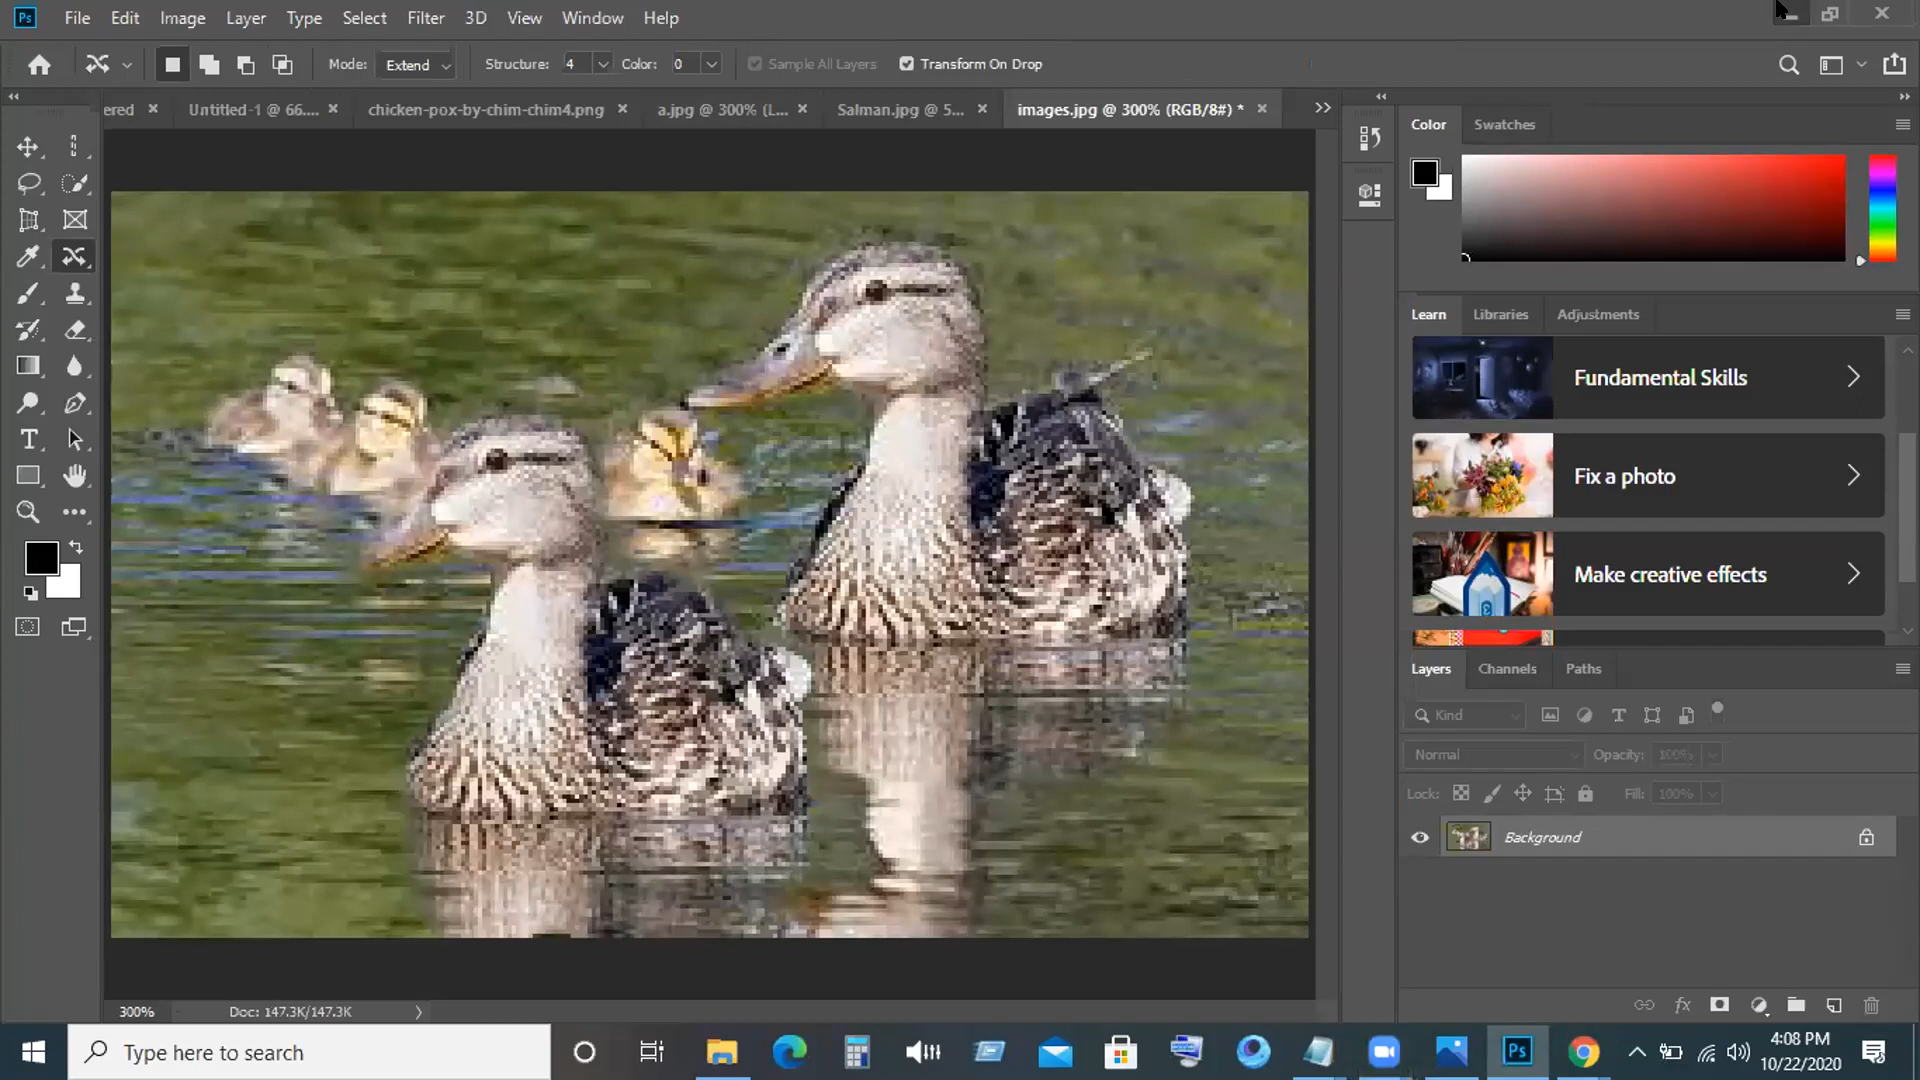 Ps File Edit Image Layer Type Select Filter 3D View Window Help
Mode: Extend Structure: 4 Color: 0 Sample All Layers Transform On Drop
ered Untitled-1 @ 66.... chicken-pox-by-chim-chim4.png a.jpg @ 300% (L... Salman.jpg @ 5... images.jpg @ 300% (RGB/8#) *
Color Swatches
Learn Libraries Adjustments
Fundamental Skills
Fix a photo
Make creative effects
Layers Channels Paths
Kind
Normal Opacity: 100%
Lock: Fill: 100%
Background
300% Doc: 147.3K/147.3K
Type here to search
Ps
4:08 PM
10/22/2020